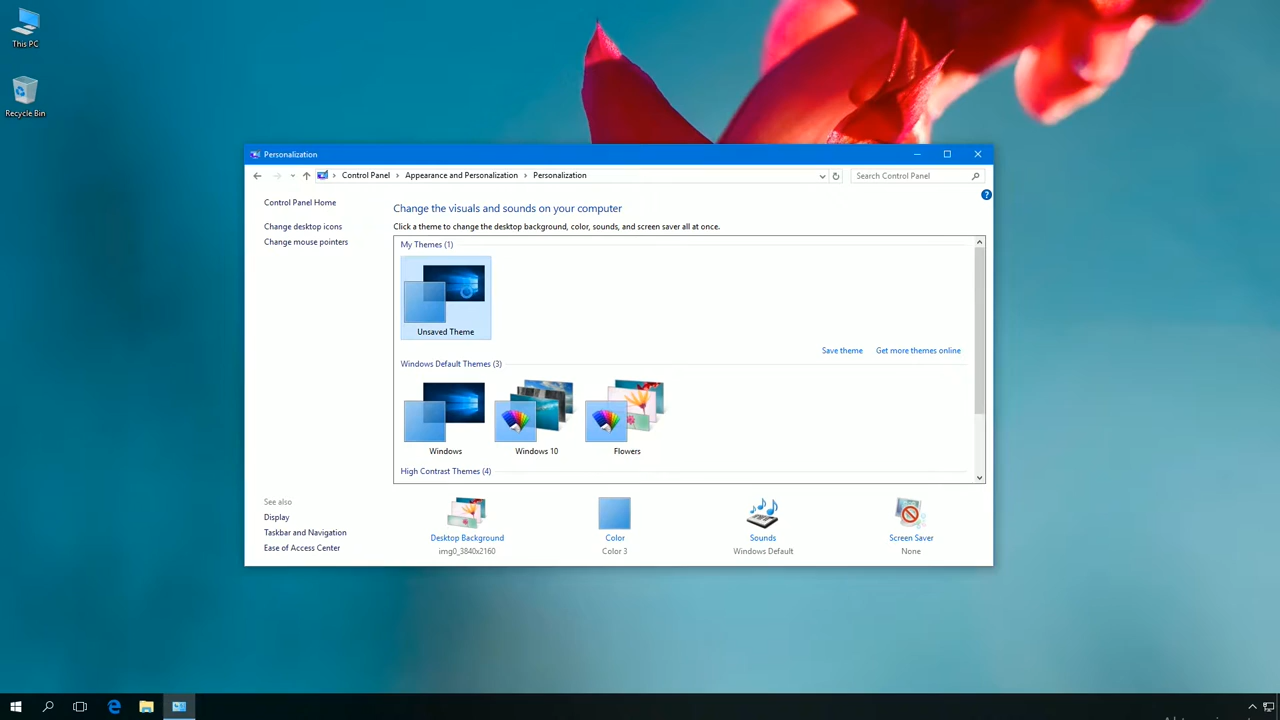 This PC
Recycle Bin
Personalization
Control Panel
Appearance and Personalization
Personalization
Search Control Panel
Control Panel Home
Change desktop icons
Change mouse pointers
Change the visuals and sounds on your computer
Click a theme to change the desktop background, color, sounds, and screen saver all at once.
My Themes (1)
Unsaved Theme
Save theme
Get more themes online
Windows Default Themes (3)
Windows
Windows 10
Flowers
High Contrast Themes (4)
See also
Display
Taskbar and Navigation
Ease of Access Center
Desktop Background
img0_3840x2160
Color
Color 3
Sounds
Windows Default
Screen Saver
None